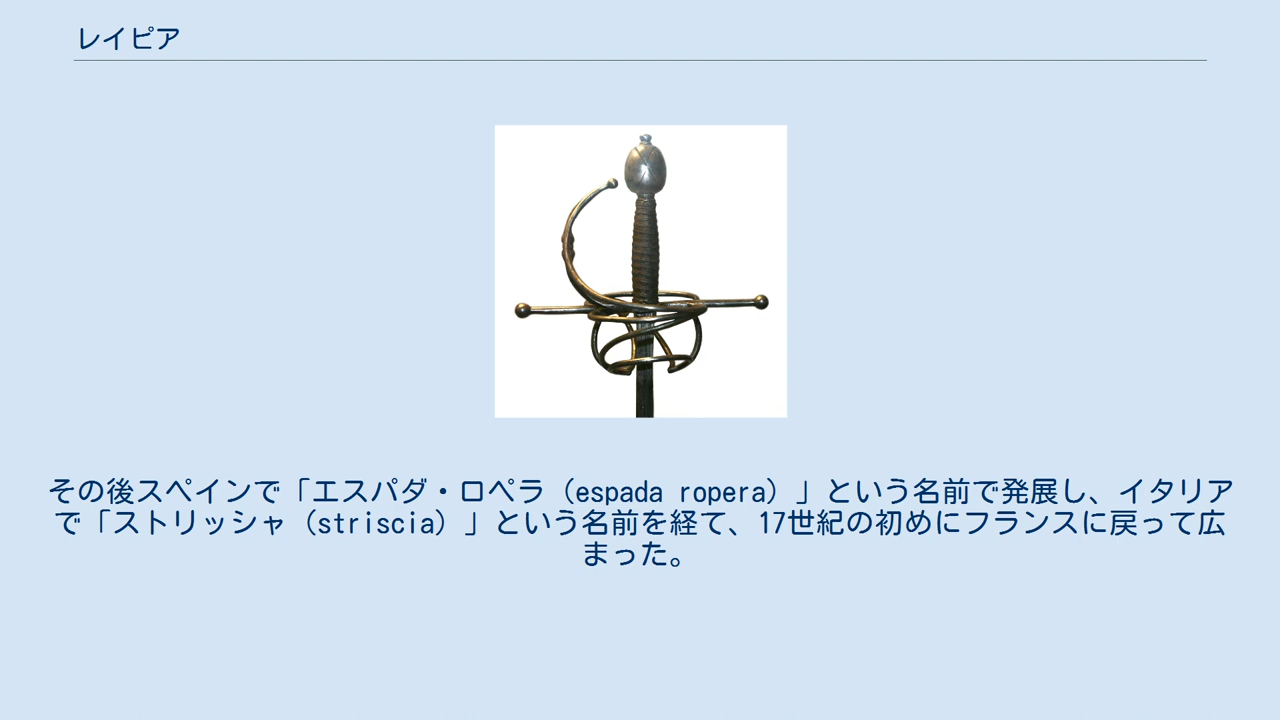 レイピア
その後スペインで「エスパダ・ロペラ（espada ropera）」という名前で発展し、イタリア
で「ストリッシャ（striscia）」という名前を経て、17世紀の初めにフランスに戻って広
まった。